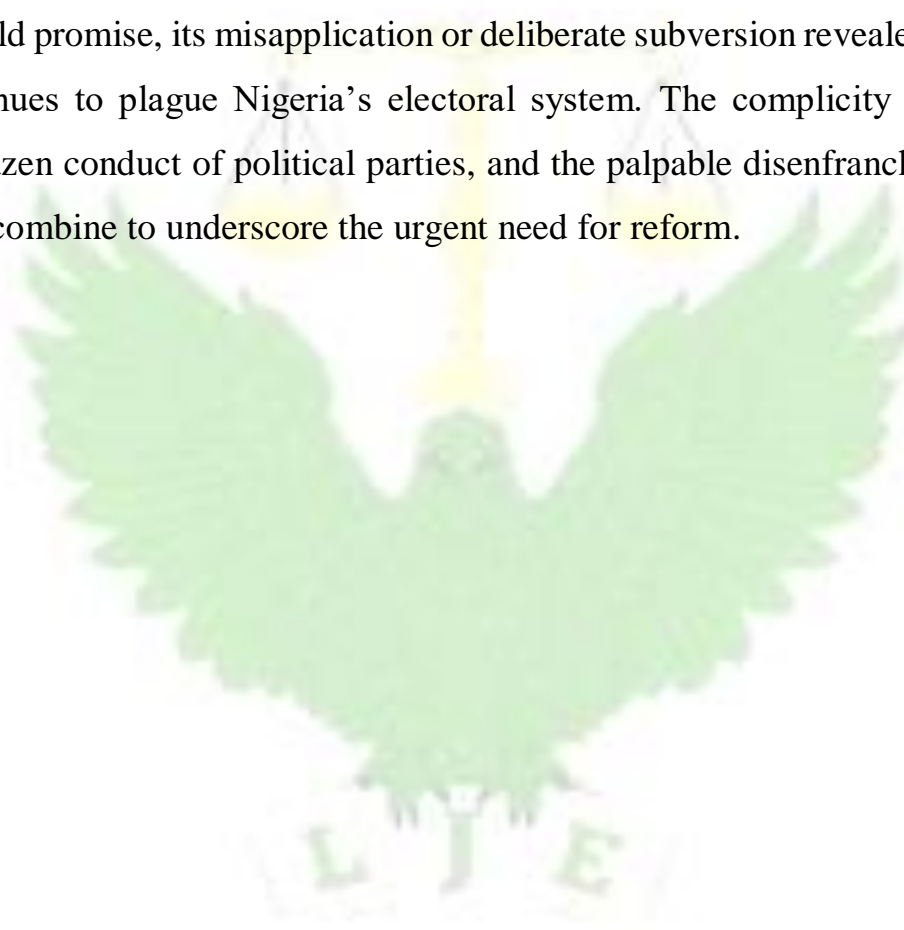 ld promise, its misapplication or deliberate subversion reveale
nues to plague Nigeria’s electoral system. The complicity
zen conduct of political parties, and the palpable disenfranch
combine to underscore the urgent need for reform.
L J E